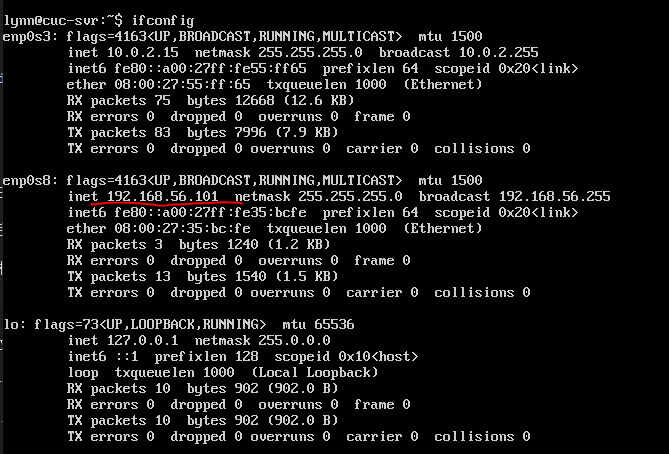 lynn@cuc-svr:~$ ifconfig
enp0s3: flags=4163<UP,BROADCAST,RUNNING,MULTICAST>  mtu 1500
        inet 10.0.2.15  netmask 255.255.255.0  broadcast 10.0.2.255
        inet6 fe80::a00:27ff:fe55:ff65  prefixlen 64  scopeid 0x20<link>
        ether 08:00:27:55:ff:65  txqueuelen 1000  (Ethernet)
        RX packets 75  bytes 12668 (12.6 KB)
        RX errors 0  dropped 0  overruns 0  frame 0
        TX packets 83  bytes 7996 (7.9 KB)
        TX errors 0  dropped 0 overruns 0  carrier 0  collisions 0

enp0s8: flags=4163<UP,BROADCAST,RUNNING,MULTICAST>  mtu 1500
        inet 192.168.56.101  netmask 255.255.255.0  broadcast 192.168.56.255
        inet6 fe80::a00:27ff:fe35:bcfe  prefixlen 64  scopeid 0x20<link>
        ether 08:00:27:35:bc:fe  txqueuelen 1000  (Ethernet)
        RX packets 3  bytes 1240 (1.2 KB)
        RX errors 0  dropped 0  overruns 0  frame 0
        TX packets 13  bytes 1540 (1.5 KB)
        TX errors 0  dropped 0 overruns 0  carrier 0  collisions 0

lo: flags=73<UP,LOOPBACK,RUNNING>  mtu 65536
        inet 127.0.0.1  netmask 255.0.0.0
        inet6 ::1  prefixlen 128  scopeid 0x10<host>
        loop  txqueuelen 1000  (Local Loopback)
        RX packets 10  bytes 902 (902.0 B)
        RX errors 0  dropped 0  overruns 0  frame 0
        TX packets 10  bytes 902 (902.0 B)
        TX errors 0  dropped 0 overruns 0  carrier 0  collisions 0